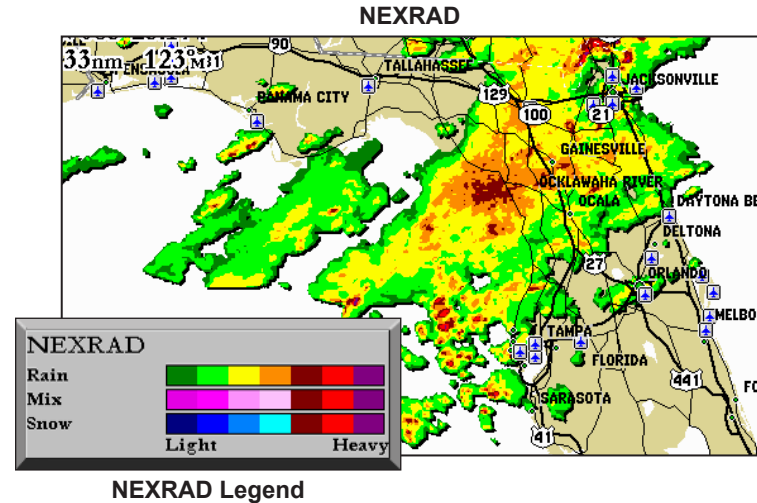 NEXRAD
33nm 123°M
90
TALLAHASSEE
PANAMA CITY
129
JACKSONVILLE
100
21
GAINESVILLE
OCKLAWAHA RIVER
OCALA
DAYTONA BE
DELTONA
27
ORLANDO
MELBO
TAMPA
FLORIDA
441
SARASOTA
41
NEXRAD
Rain
Mix
Snow
Light Heavy
NEXRAD Legend